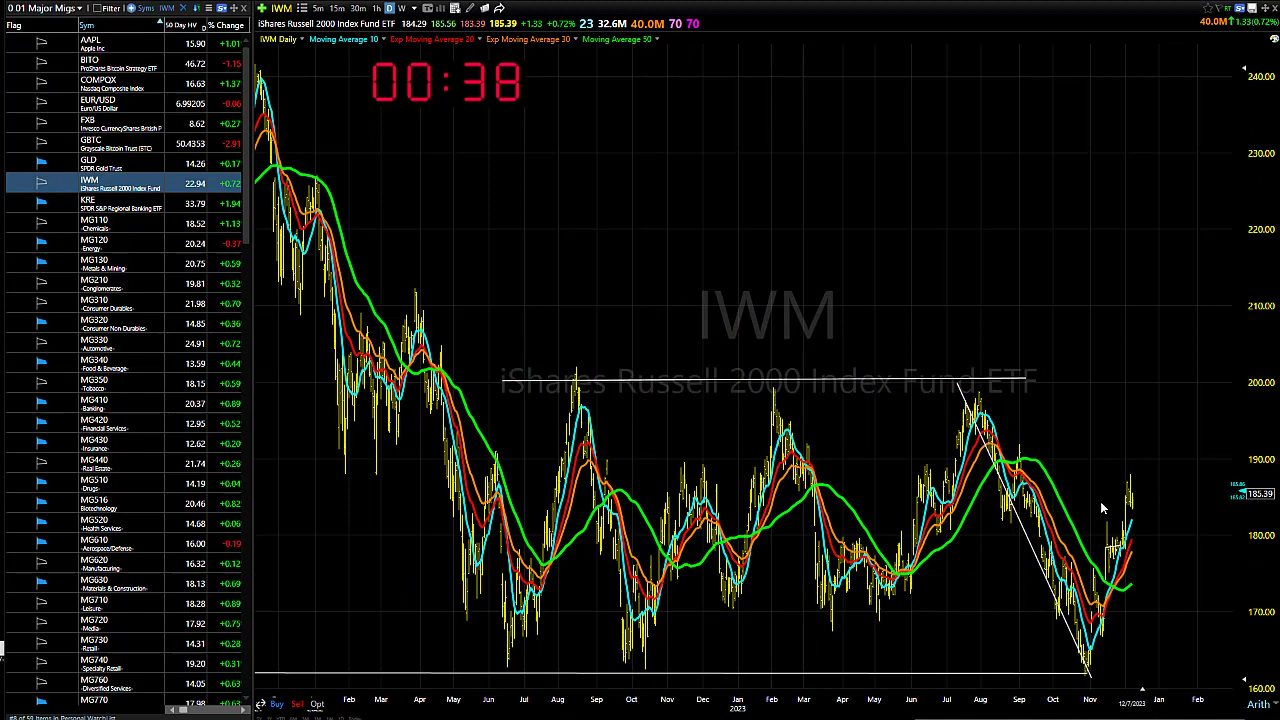 0 01 Major Migs Filter Syms IWM
Flag Sym 50 Day HV % Change
AAPL 15.90 +1.01
Apple Inc
BITO 46.72 -1.15
ProShares Bitcoin Strategy ETF
COMPQX 16.63 +1.37
Nasdaq Composite Index
EUR/USD 6.99205 -0.06
Euro/US Dollar
FXB 8.62 +0.27
Invesco CurrencyShares British P
GBTC 50.4353 -2.91
Grayscale Bitcoin Trust (BTC)
GLD 14.26 +0.17
SPDR Gold Trust
IWM 22.94 +0.72
iShares Russell 2000 Index Fund
KRE 33.79 +1.94
SPDR S&P Regional Banking ETF
MG110 18.52 +1.13
-Chemicals-
MG120 20.24 -0.37
-Energy-
MG130 20.75 +0.59
-Metals & Mining-
MG210 19.81 +0.32
-Conglomerates-
MG310 21.98 +0.70
-Consumer Durables-
MG320 14.85 +0.36
-Consumer Non-Durables-
MG330 24.91 +0.72
-Automotive-
MG340 13.59 +0.44
-Food & Beverage-
MG350 18.15 +0.59
-Tobacco-
MG410 20.37 +0.89
-Banking-
MG420 12.95 +0.52
-Financial Services-
MG430 12.62 +0.20
-Insurance-
MG440 21.74 +0.26
-Real Estate-
MG510 14.19 +0.04
-Drugs-
MG516 20.46 +0.82
Biotechnology
MG520 14.68 +0.06
-Health Services-
MG610 16.00 -0.19
-Aerospace/Defense-
MG620 16.32 +0.12
-Manufacturing-
MG630 18.13 +0.69
-Materials & Construction-
MG710 18.28 +0.89
-Leisure-
MG720 17.92 +0.75
-Media-
MG730 14.31 +0.28
-Retail-
MG740 19.20 +0.31
-Specialty Retail-
MG760 14.05 +0.63
-Diversified Services-
MG770 17.98 +0.63
IWM 5m 15m 30m 1h D W
iShares Russell 2000 Index Fund ETF 184.29 185.56 183.39 185.39 +1.33 +0.72% 23 32.6M 40.0M 70 70
40.0M 1.33(0.72%)
IWM Daily Moving Average 10 Exp Moving Average 20 Exp Moving Average 30 Moving Average 50
00:38
IWM
iShares Russell 2000 Index Fund ETF
240.00
230.00
220.00
210.00
200.00
190.00
185.39
180.00
170.00
160.00
Feb Mar Apr May Jun Jul Aug Sep Oct Nov Dec 2023 Feb Mar Apr May Jun Jul Aug Sep Oct Nov 12/7/2023 Jan Feb
Buy Sell Opt
Arith